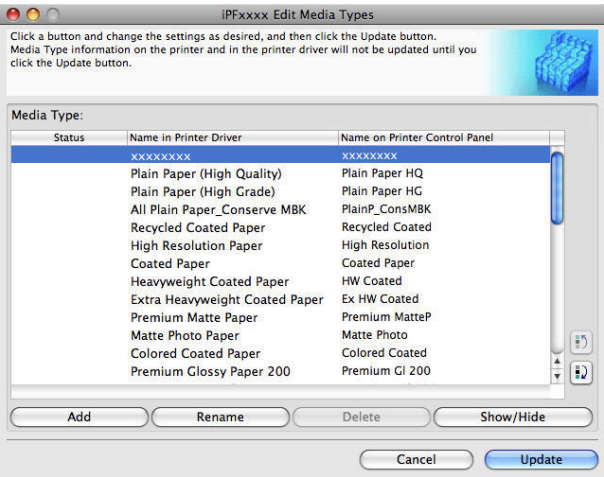 iPFxxxx Edit Media Types
Click a button and change the settings as desired, and then click the Update button.
Media Type information on the printer and in the printer driver will not be updated until you
click the Update button.
Media Type:
Status Name in Printer Driver Name on Printer Control Panel
xxxxxxxx xxxxxxxx
Plain Paper (High Quality) Plain Paper HQ
Plain Paper (High Grade) Plain Paper HG
All Plain Paper_Conserve MBK PlainP_ConsMBK
Recycled Coated Paper Recycled Coated
High Resolution Paper High Resolution
Coated Paper Coated Paper
Heavyweight Coated Paper HW Coated
Extra Heavyweight Coated Paper Ex HW Coated
Premium Matte Paper Premium MatteP
Matte Photo Paper Matte Photo
Colored Coated Paper Colored Coated
Premium Glossy Paper 200 Premium Gl 200
Add Rename Delete Show/Hide
Cancel Update